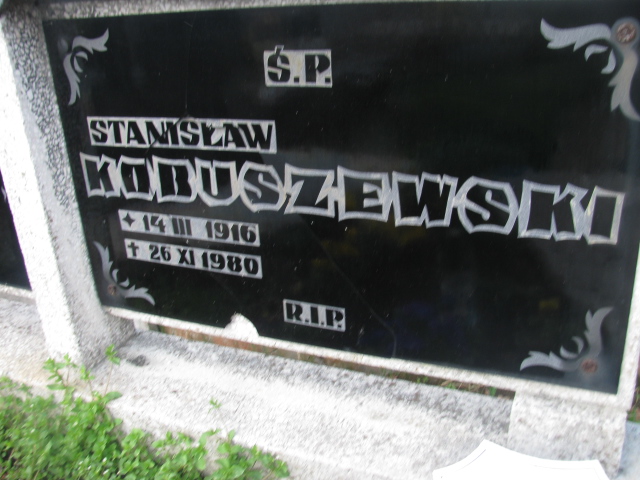 Ś.P.
STANISŁAW
KOBUSZEWSKI
✦ 14 III 1916
✝ 26 XI 1980
R.I.P.